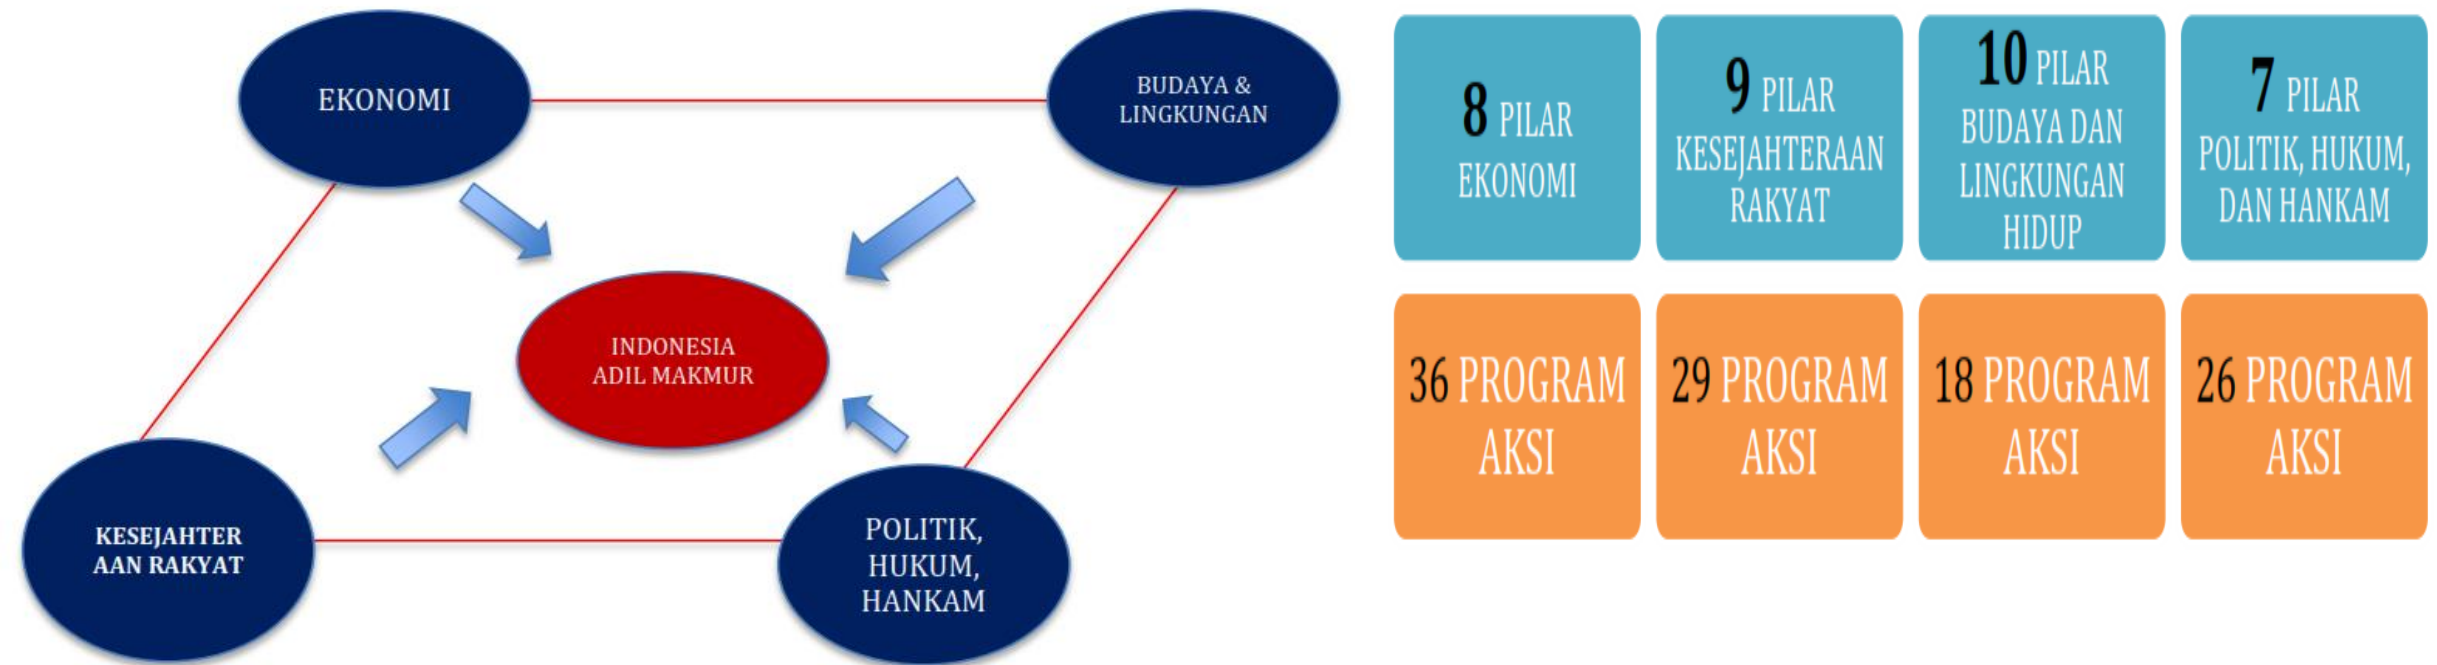 EKONOMI
BUDAYA &
LINGKUNGAN
INDONESIA
ADIL MAKMUR
KESEJAHTER
AAN RAKYAT
POLITIK,
HUKUM,
HANKAM
8 PILAR
EKONOMI
9 PILAR
KESEJAHTERAAN
RAKYAT
10 PILAR
BUDAYA DAN
LINGKUNGAN
HIDUP
7 PILAR
POLITIK, HUKUM,
DAN HANKAM
36 PROGRAM
AKSI
29 PROGRAM
AKSI
18 PROGRAM
AKSI
26 PROGRAM
AKSI